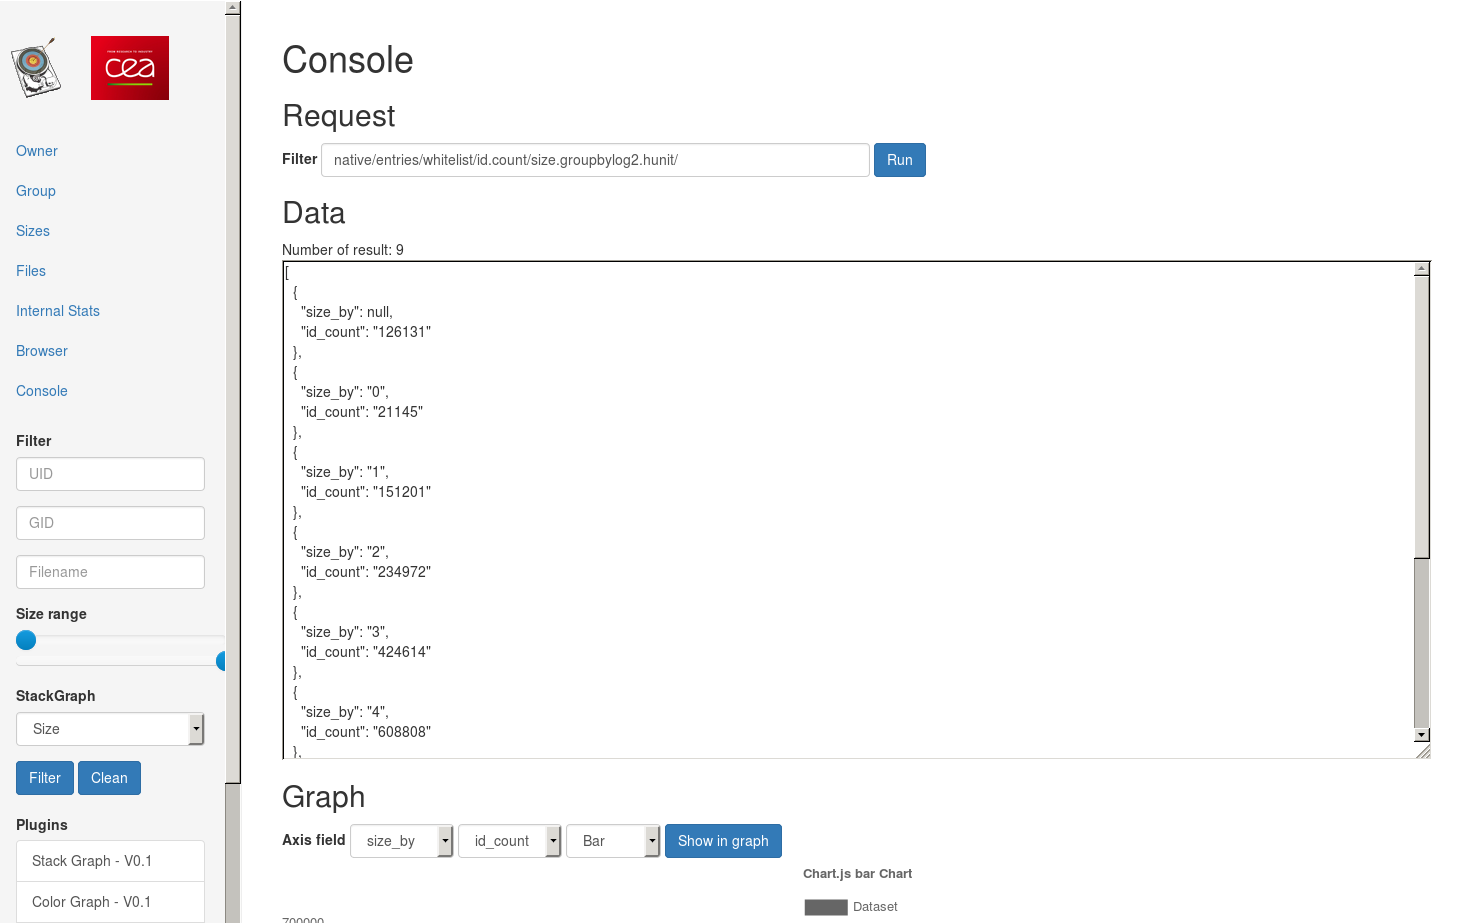 FROM RESEARCH TO INDUSTRY
cea
Owner
Group
Sizes
Files
Internal Stats
Browser
Console
Filter
UID
GID
Filename
Size range
StackGraph
Size
Filter Clean
Plugins
Stack Graph - V0.1
Color Graph - V0.1
Console
Request
Filter native/entries/whitelist/id.count/size.groupbylog2.hunit/ Run
Data
Number of result: 9
[
{
"size_by": null,
"id_count": "126131"
},
{
"size_by": "0",
"id_count": "21145"
},
{
"size_by": "1",
"id_count": "151201"
},
{
"size_by": "2",
"id_count": "234972"
},
{
"size_by": "3",
"id_count": "424614"
},
{
"size_by": "4",
"id_count": "608808"
},
Graph
Axis field size_by id_count Bar Show in graph
Chart.js bar Chart
Dataset
700000